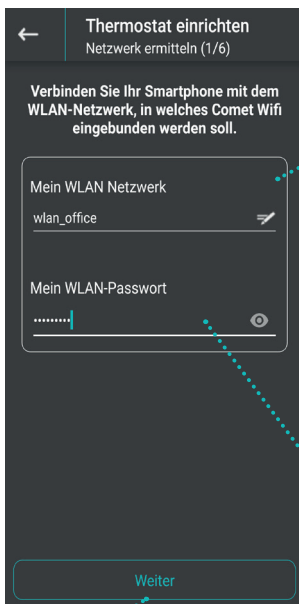 Thermostat einrichten
Netzwerk ermitteln (1/6)
Verbinden Sie Ihr Smartphone mit dem
WLAN-Netzwerk, in welches Comet Wifi
eingebunden werden soll.
Mein WLAN Netzwerk
wlan_office
Mein WLAN-Passwort
•••••••••
Weiter